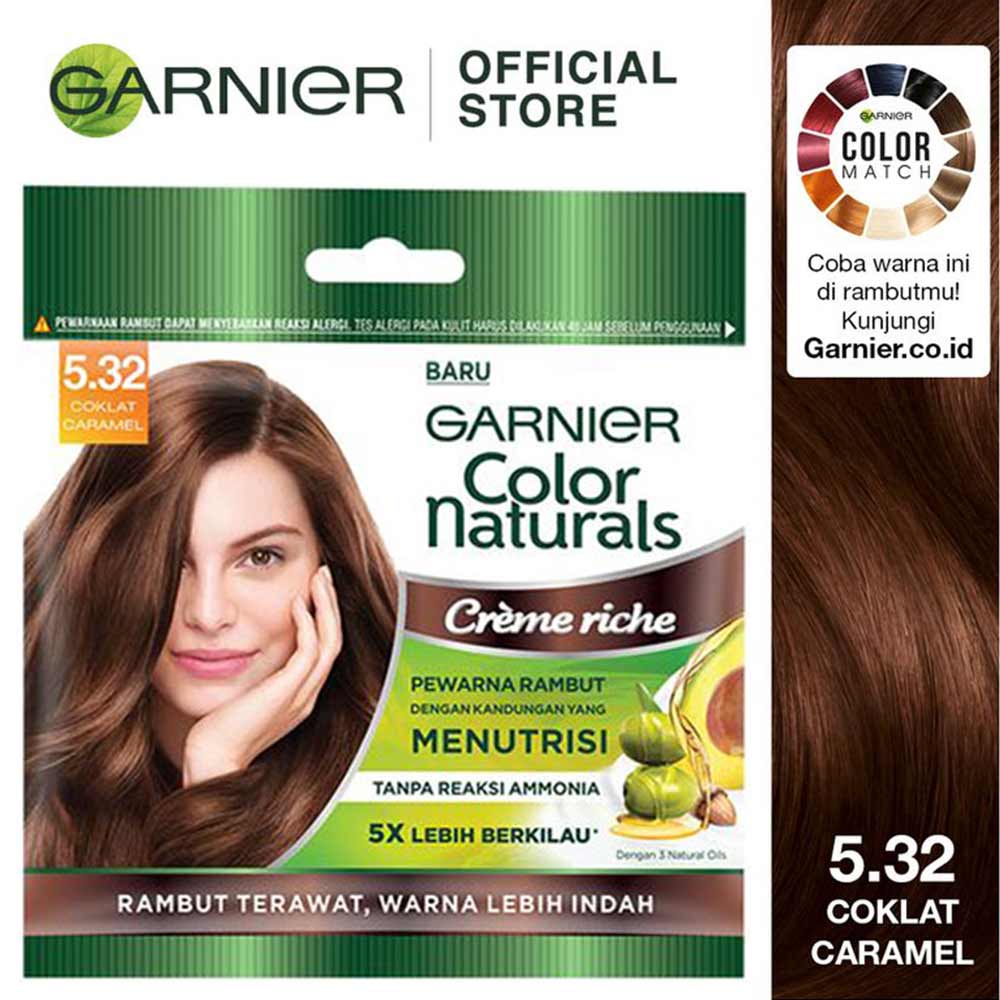 GARNIER
OFFICIAL
STORE
PEWARNAAN RAMBUT DAPAT MENYEBABKAN REAKSI ALERGI. TES ALERGI PADA KULIT HARUS DILAKUKAN 48 JAM SEBELUM PENGGUNAAN
5.32
COKLAT
CARAMEL
BARU
GARNIER
Color
Naturals
Crème riche
PEWARNA RAMBUT
DENGAN KANDUNGAN YANG
MENUTRISI
TANPA REAKSI AMMONIA
5X LEBIH BERKILAU*
Dengan 3 Natural Oils
RAMBUT TERAWAT, WARNA LEBIH INDAH
GARNIER
COLOR
MATCH
Coba warna ini
di rambutmu!
Kunjungi
Garnier.co.id
5.32
COKLAT
CARAMEL